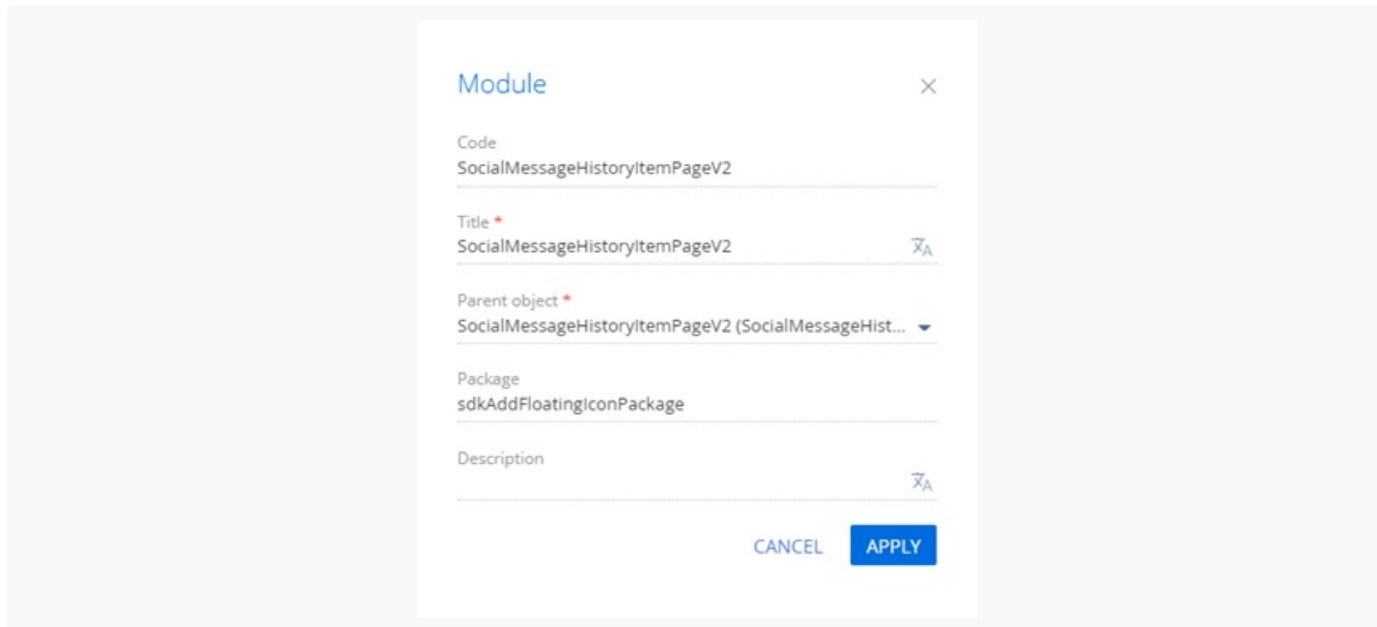 Module
Code
SocialMessageHistoryItemPageV2
Title *
SocialMessageHistoryItemPageV2
Parent object *
SocialMessageHistoryItemPageV2 (SocialMessageHist...
Package
sdkAddFloatingIconPackage
Description
CANCEL APPLY